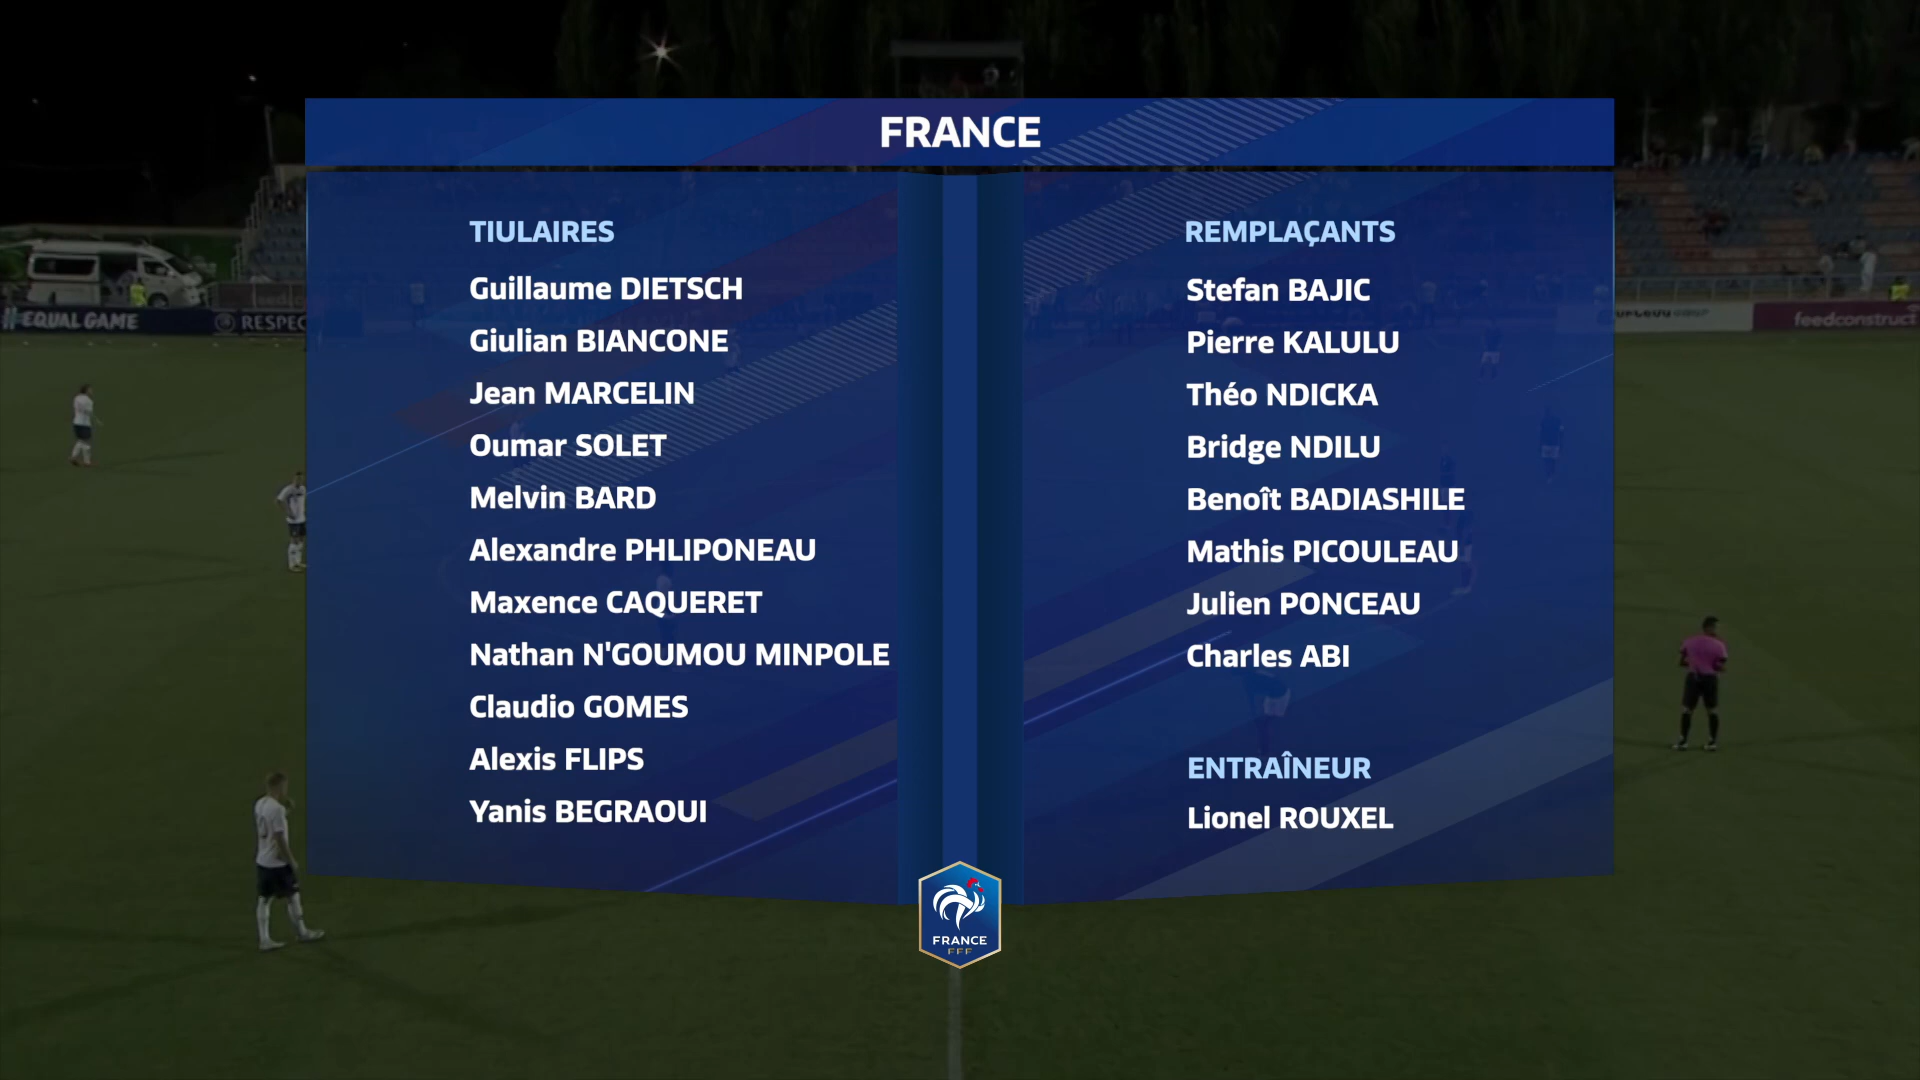 FRANCE
TIULAIRES
Guillaume DIETSCH
Giulian BIANCONE
Jean MARCELIN
Oumar SOLET
Melvin BARD
Alexandre PHLIPONEAU
Maxence CAQUERET
Nathan N'GOUMOU MINPOLE
Claudio GOMES
Alexis FLIPS
Yanis BEGRAOUI
REMPLAÇANTS
Stefan BAJIC
Pierre KALULU
Théo NDICKA
Bridge NDILU
Benoît BADIASHILE
Mathis PICOULEAU
Julien PONCEAU
Charles ABI
ENTRAÎNEUR
Lionel ROUXEL
#EQUAL GAME
RESPEC
feedconstruct
FRANCE
FFF